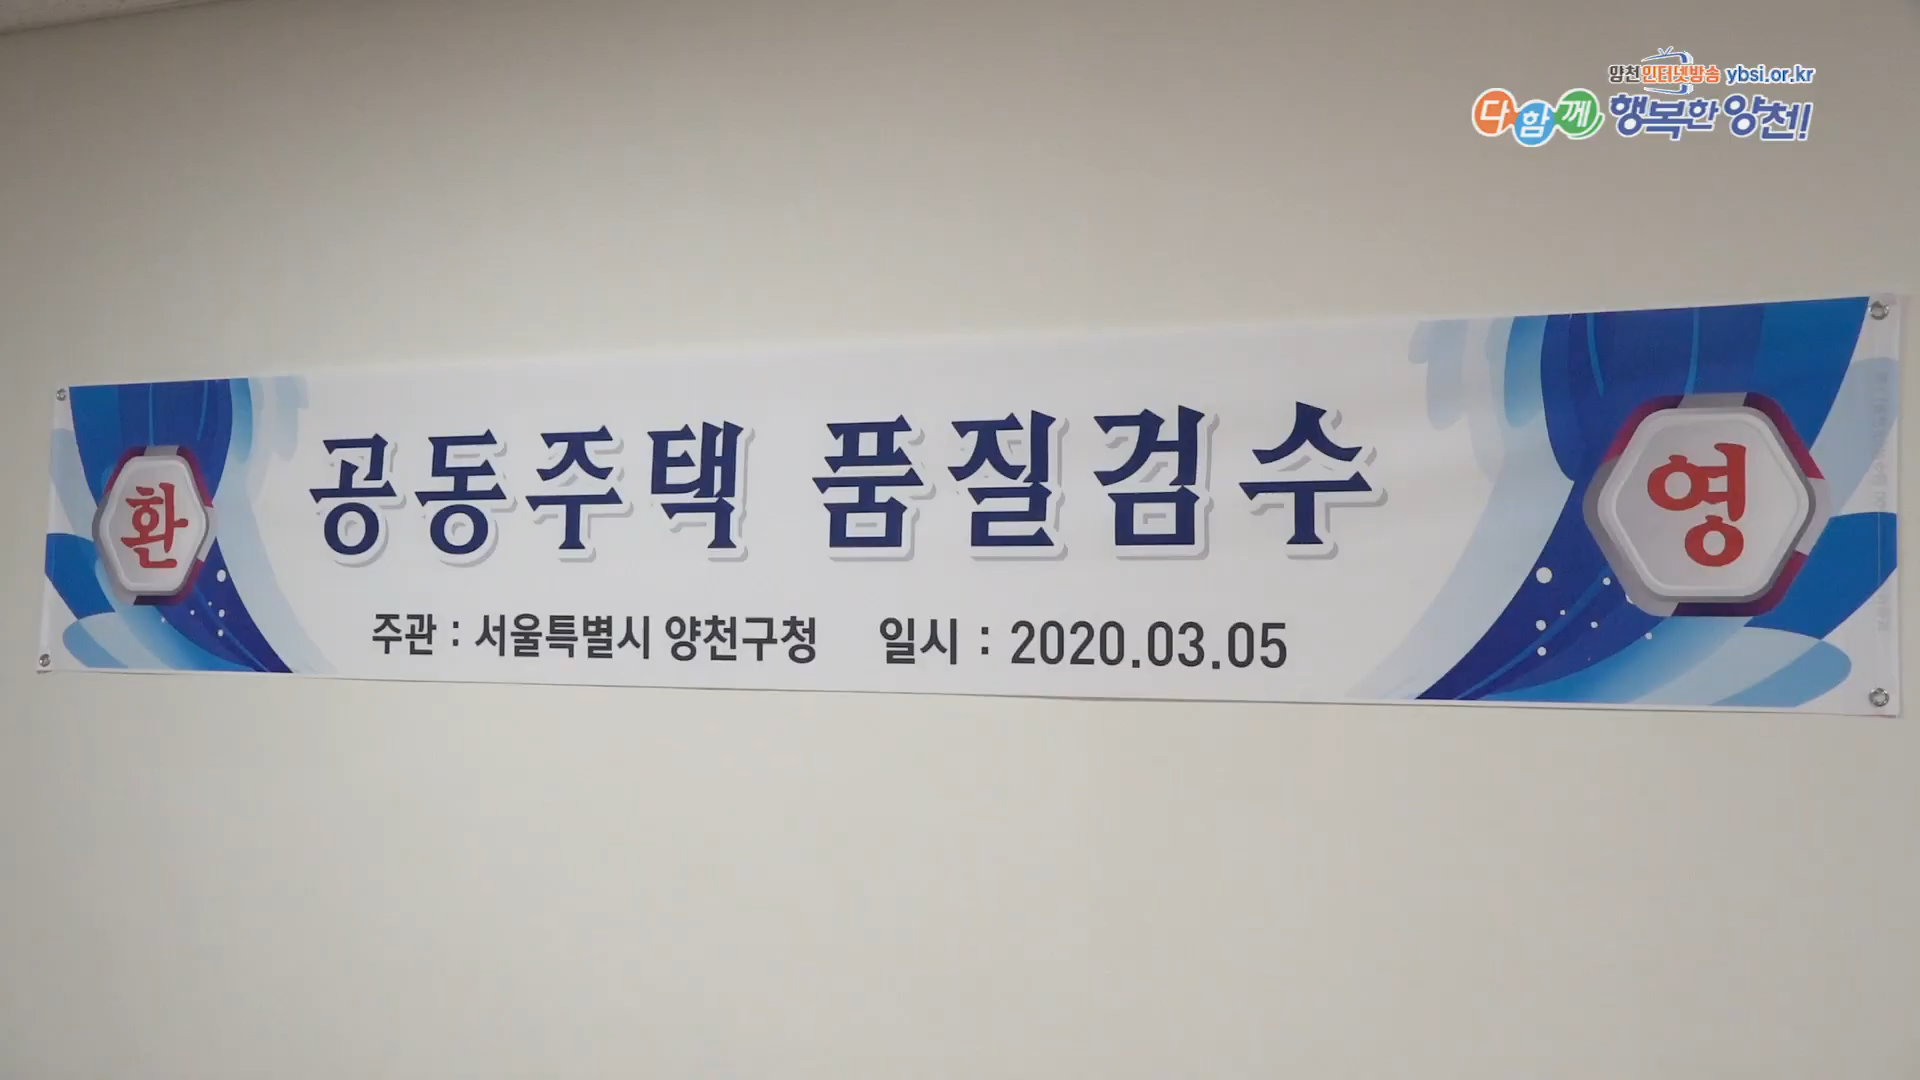 양천인터넷방송 ybsi.or.kr
다함께 행복한 양천!
환 영
공동주택 품질검수
주관 : 서울특별시 양천구청 일시 : 2020.03.05